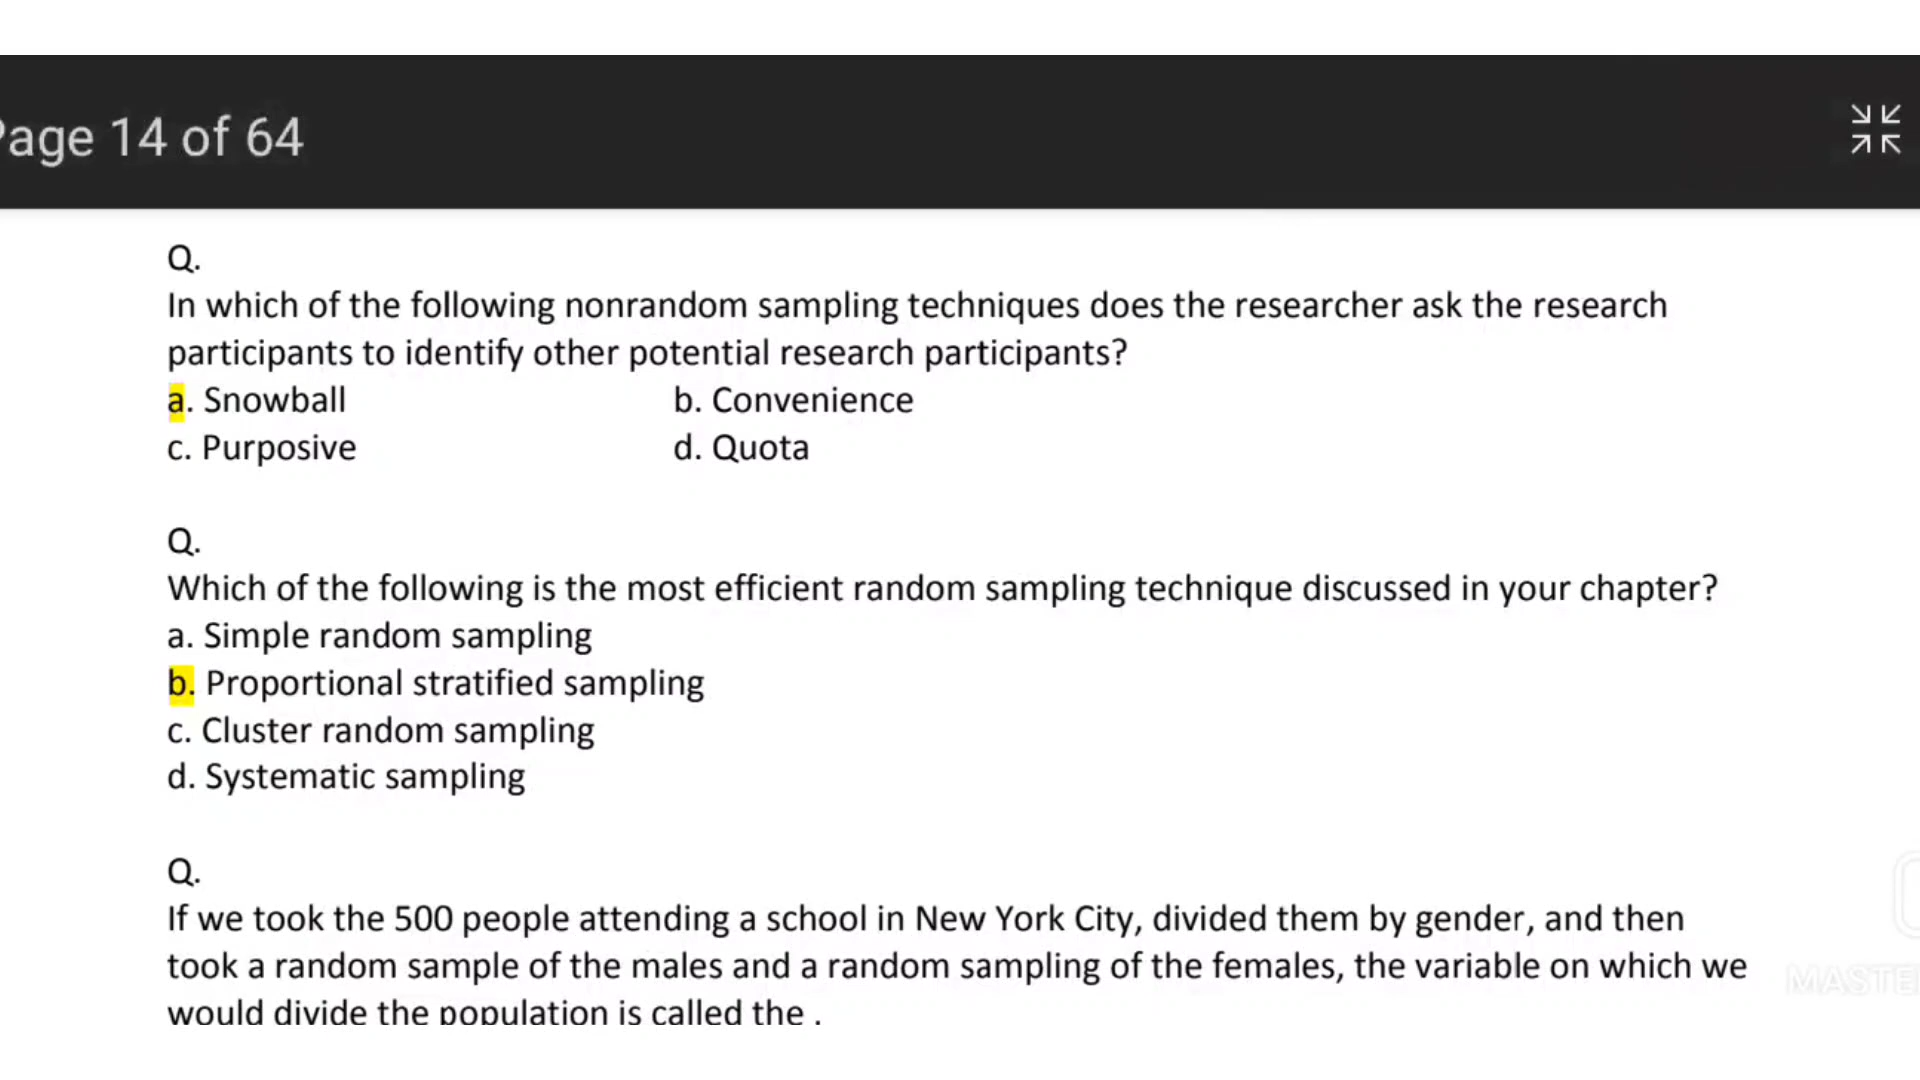 Page 14 of 64
Q.
In which of the following nonrandom sampling techniques does the researcher ask the research
participants to identify other potential research participants?
a. Snowball b. Convenience
c. Purposive d. Quota
Q.
Which of the following is the most efficient random sampling technique discussed in your chapter?
a. Simple random sampling
b. Proportional stratified sampling
c. Cluster random sampling
d. Systematic sampling
Q.
If we took the 500 people attending a school in New York City, divided them by gender, and then
took a random sample of the males and a random sampling of the females, the variable on which we
would divide the population is called the .